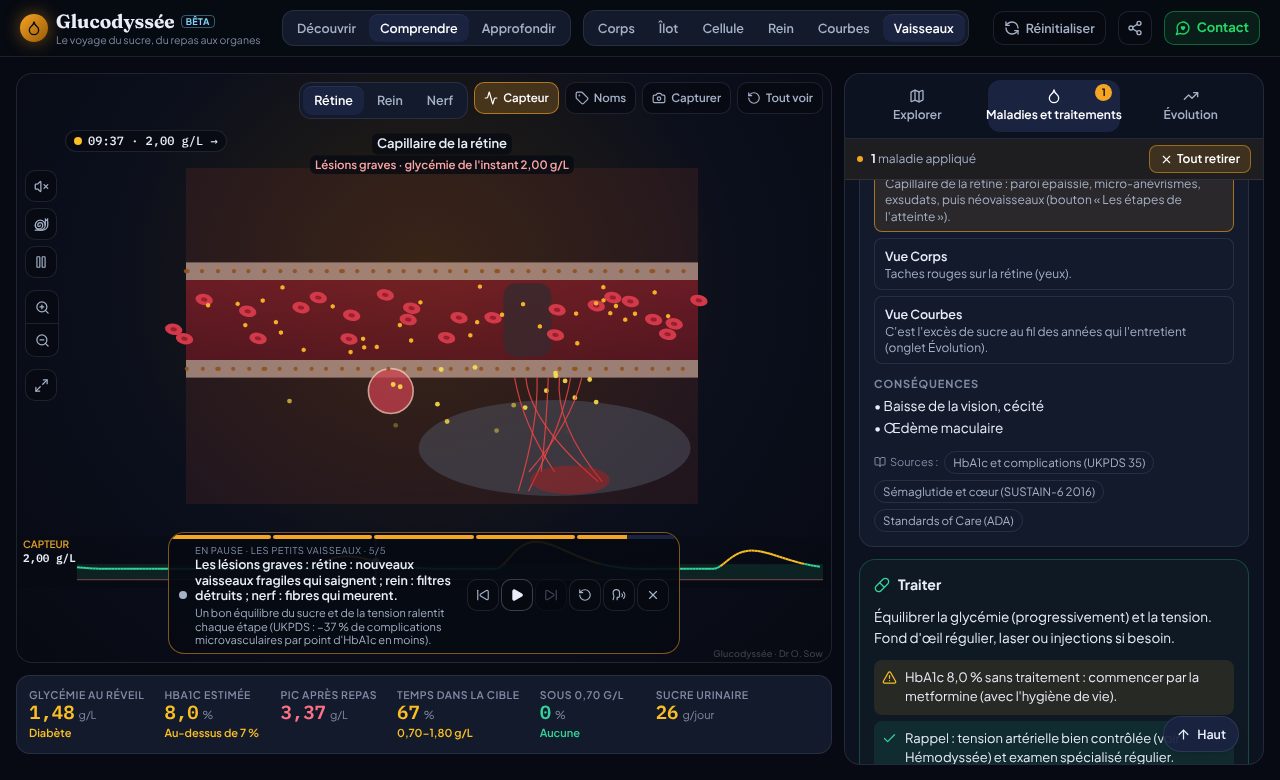 Glucodyssée BÊTA
Le voyage du sucre, du repas aux organes
Découvrir Comprendre Approfondir
Corps Îlot Cellule Rein Courbes Vaisseaux
Réinitialiser
Contact
Rétine Rein Nerf
Capteur
Noms
Capturer
Tout voir
09:37 · 2,00 g/L →
Capillaire de la rétine
Lésions graves · glycémie de l'instant 2,00 g/L
CAPTEUR
2,00 g/L
EN PAUSE · LES PETITS VAISSEAUX · 5/5
Les lésions graves : rétine : nouveaux
vaisseaux fragiles qui saignent ; rein : filtres
détruits ; nerf : fibres qui meurent.
Un bon équilibre du sucre et de la tension ralentit
chaque étape (UKPDS : −37 % de complications
microvasculaires par point d'HbA1c en moins).
Glucodyssée · Dr O. Sow
GLYCÉMIE AU RÉVEIL
1,48 g/L
Diabète
HBA1C ESTIMÉE
8,0 %
Au-dessus de 7 %
PIC APRÈS REPAS
3,37 g/L
TEMPS DANS LA CIBLE
67 %
0,70–1,80 g/L
SOUS 0,70 G/L
0 %
Aucune
SUCRE URINAIRE
26 g/jour
Explorer
Maladies et traitements 1
Évolution
1 maladie appliqué
Tout retirer
Capillaire de la rétine : paroi épaissie, micro-anévrismes,
exsudats, puis néovaisseaux (bouton « Les étapes de
l'atteinte »).
Vue Corps
Taches rouges sur la rétine (yeux).
Vue Courbes
C'est l'excès de sucre au fil des années qui l'entretient
(onglet Évolution).
CONSÉQUENCES
• Baisse de la vision, cécité
• Œdème maculaire
Sources :
HbA1c et complications (UKPDS 35)
Sémaglutide et cœur (SUSTAIN-6 2016)
Standards of Care (ADA)
Traiter
Équilibrer la glycémie (progressivement) et la tension.
Fond d'œil régulier, laser ou injections si besoin.
HbA1c 8,0 % sans traitement : commencer par la
metformine (avec l'hygiène de vie).
Rappel : tension artérielle bien contrôlée
Hémodyssée) et examen spécialisé régulier.
Haut